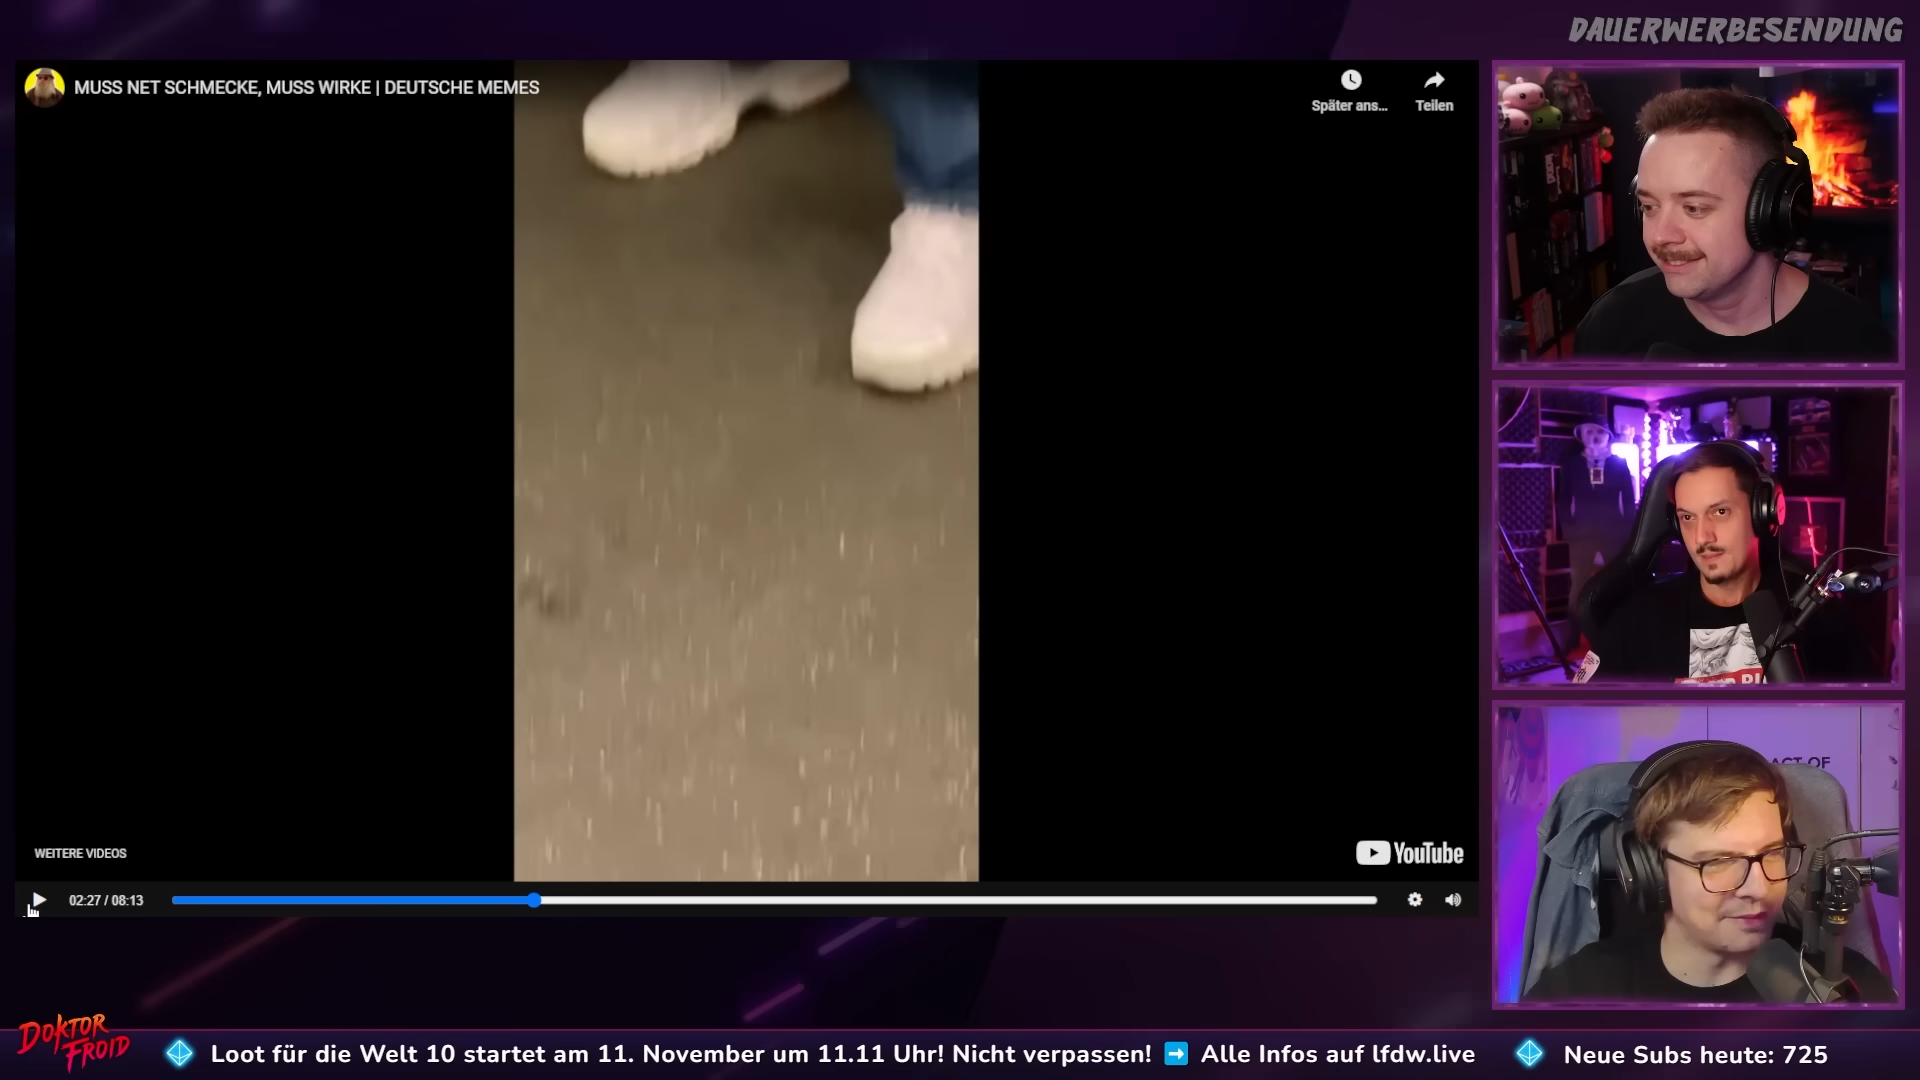 DAUERWERBESENDUNG
MUSS NET SCHMECKE, MUSS WIRKE | DEUTSCHE MEMES
Später ans...
Teilen
ACT OF
WEITERE VIDEOS
YouTube
02:27 / 08:13
DOKTOR
FROID
Loot für die Welt 10 startet am 11. November um 11.11 Uhr! Nicht verpassen! ➡ Alle Infos auf lfdw.live
Neue Subs heute: 725